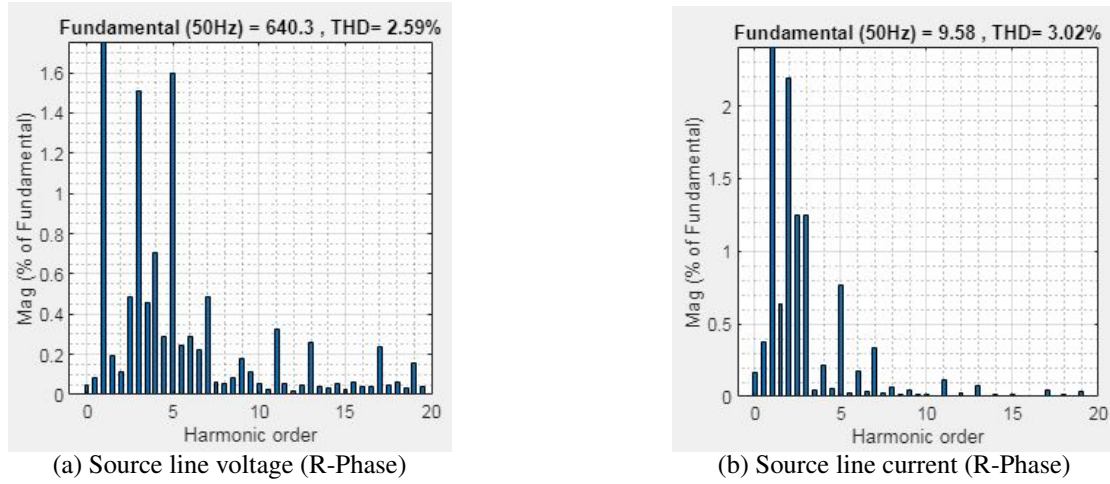 Fundamental (50Hz) = 640.3 , THD= 2.59%
Mag (% of Fundamental)
1.6
1.4
1.2
1
0.8
0.6
0.4
0.2
0
0 5 10 15 20
Harmonic order
(a) Source line voltage (R-Phase)
Fundamental (50Hz) = 9.58 , THD= 3.02%
Mag (% of Fundamental)
2
1.5
1
0.5
0
0 5 10 15 20
Harmonic order
(b) Source line current (R-Phase)